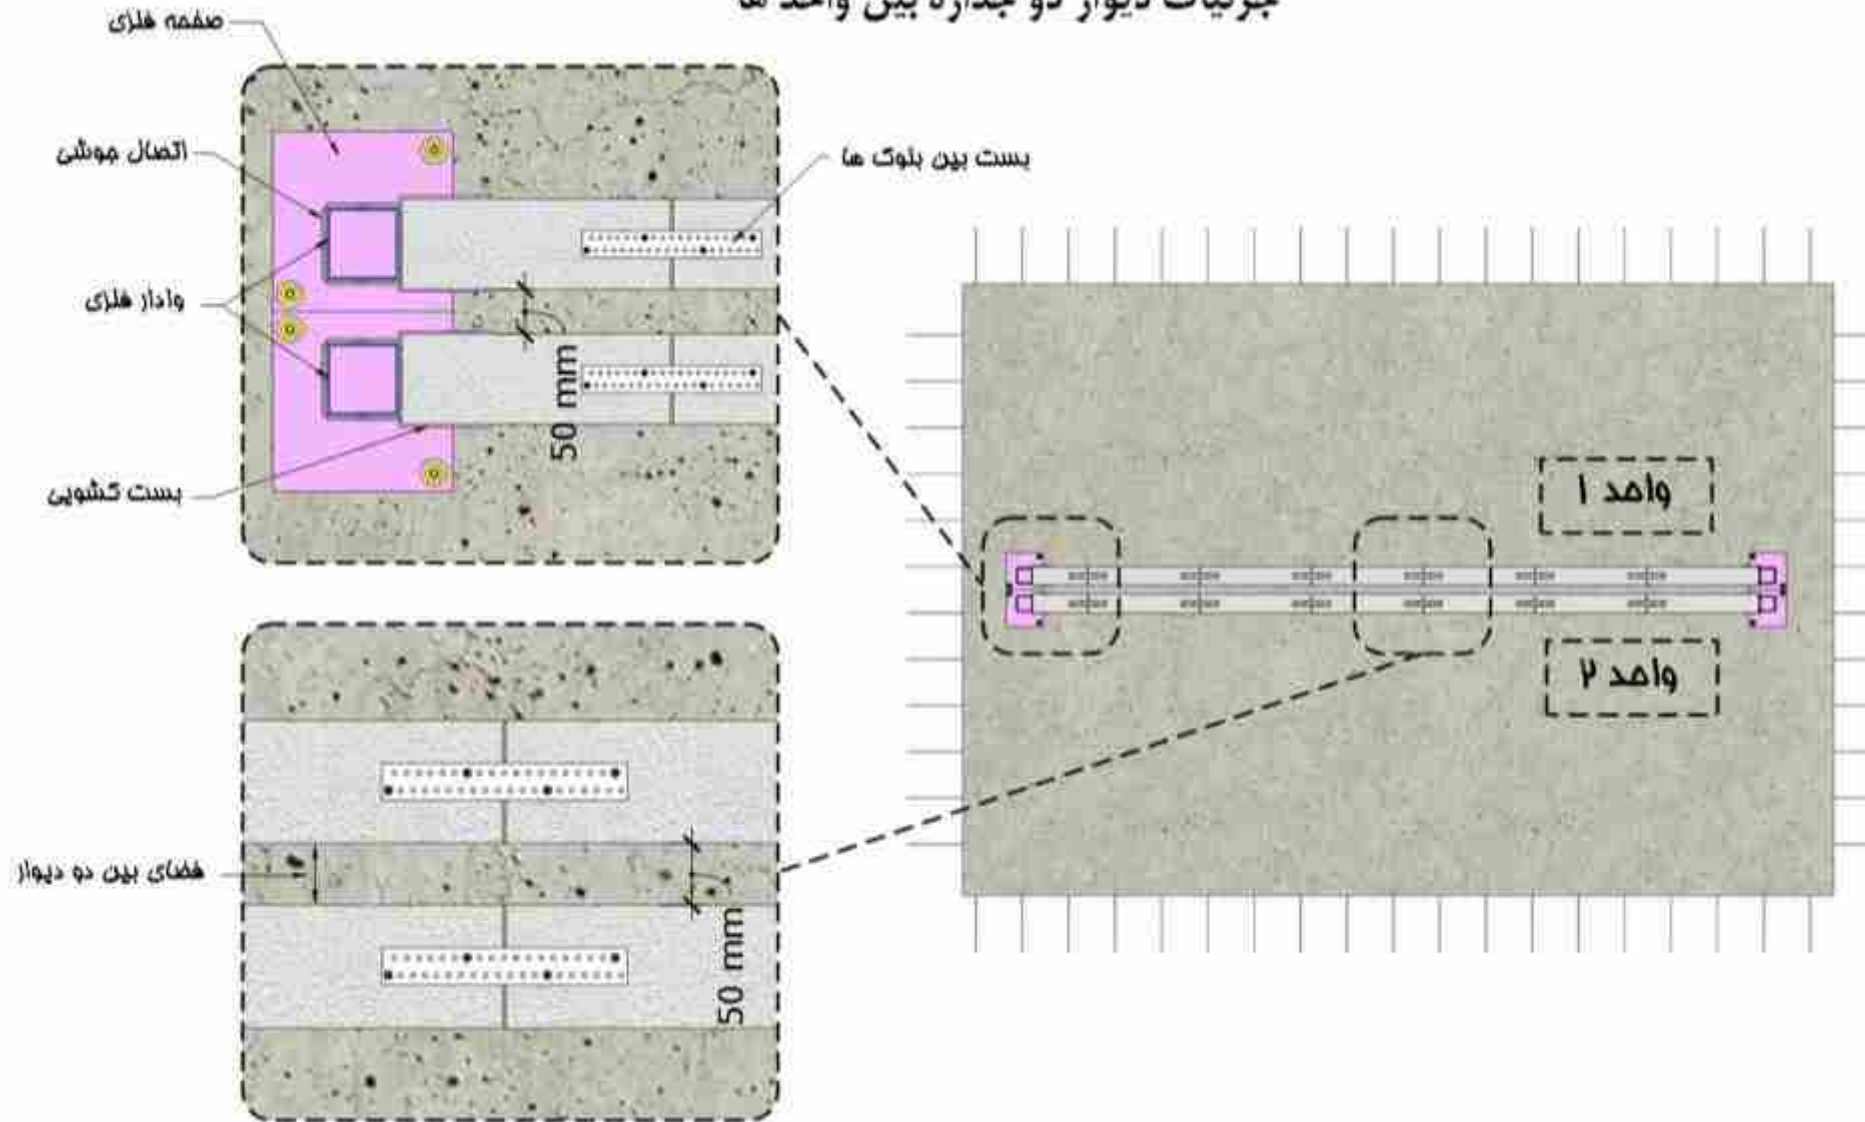 جزئیات دیوار دو جداره بین واحد ها
صفحه فلزی
اتصال جوشی
وادار فلزی
بست کشویی
بست بین بلوک ها
50 mm
واحد ۱
واحد ۲
فضای بین دو دیوار
50 mm